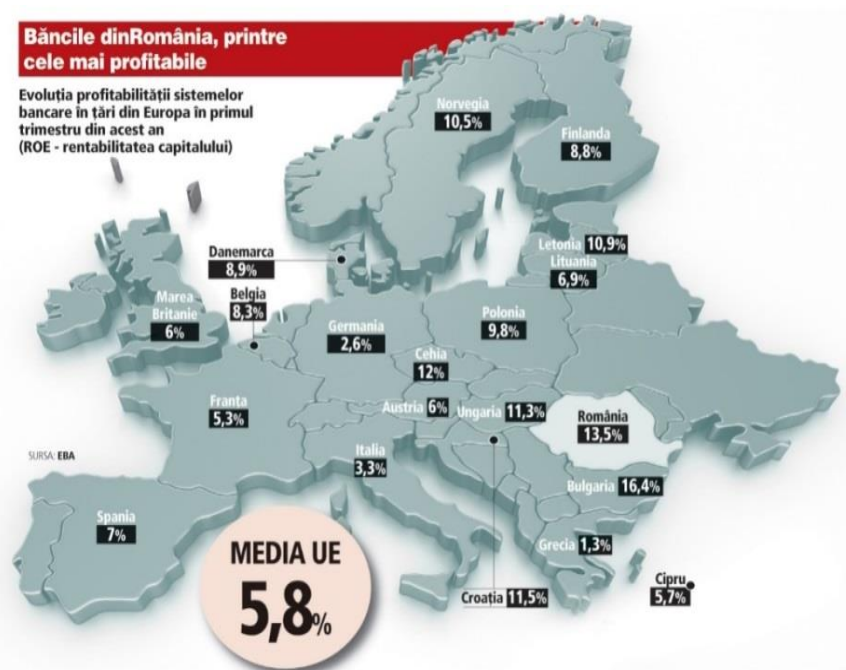 Băncile dinRomânia, printre
cele mai profitabile
Evoluția profitabilității sistemelor
bancare în țări din Europa în primul
trimestru din acest an
(ROE - rentabilitatea capitalului)
Norvegia
10,5%
Finlanda
8,8%
Letonia 10,9%
Lituania
6,9%
Danemarca
8,9%
Belgia
8,3%
Marea
Britanie
6%
Germania
2,6%
Polonia
9,8%
Cehia
12%
Franta
5,3%
Austria 6%
Ungaria 11,3%
România
13,5%
Italia
3,3%
SURSA: EBA
Bulgaria 16,4%
Spania
7%
Grecia 1,3%
MEDIA UE
5,8%
Croația 11,5%
Cipru
5,7%